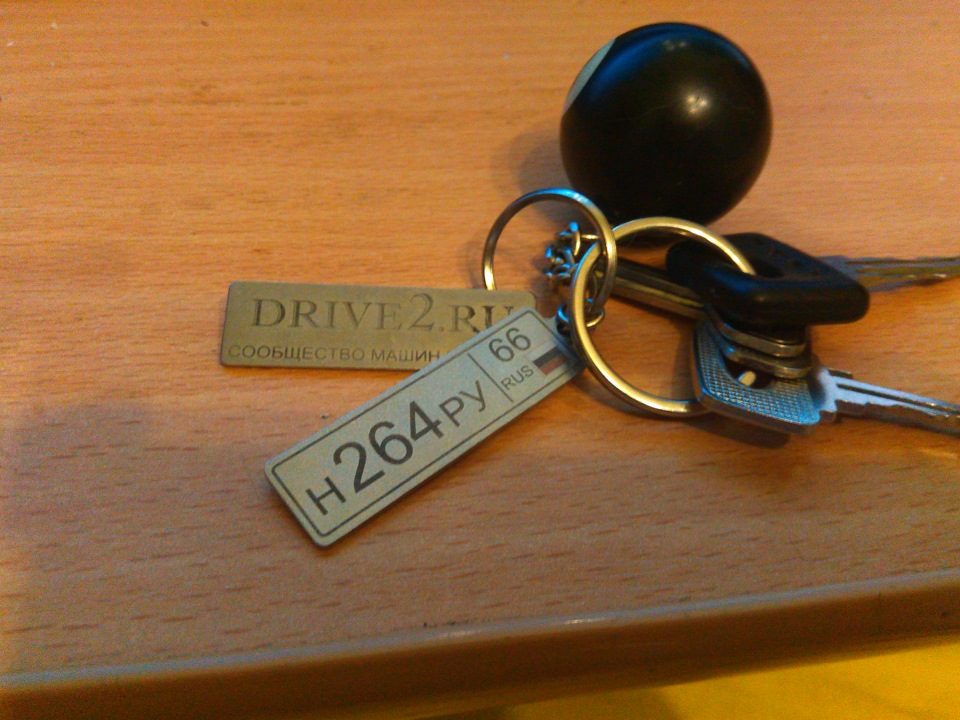 DRIVE2.RU
СООБЩЕСТВО МАШИН
Н264РУ 66
RUS